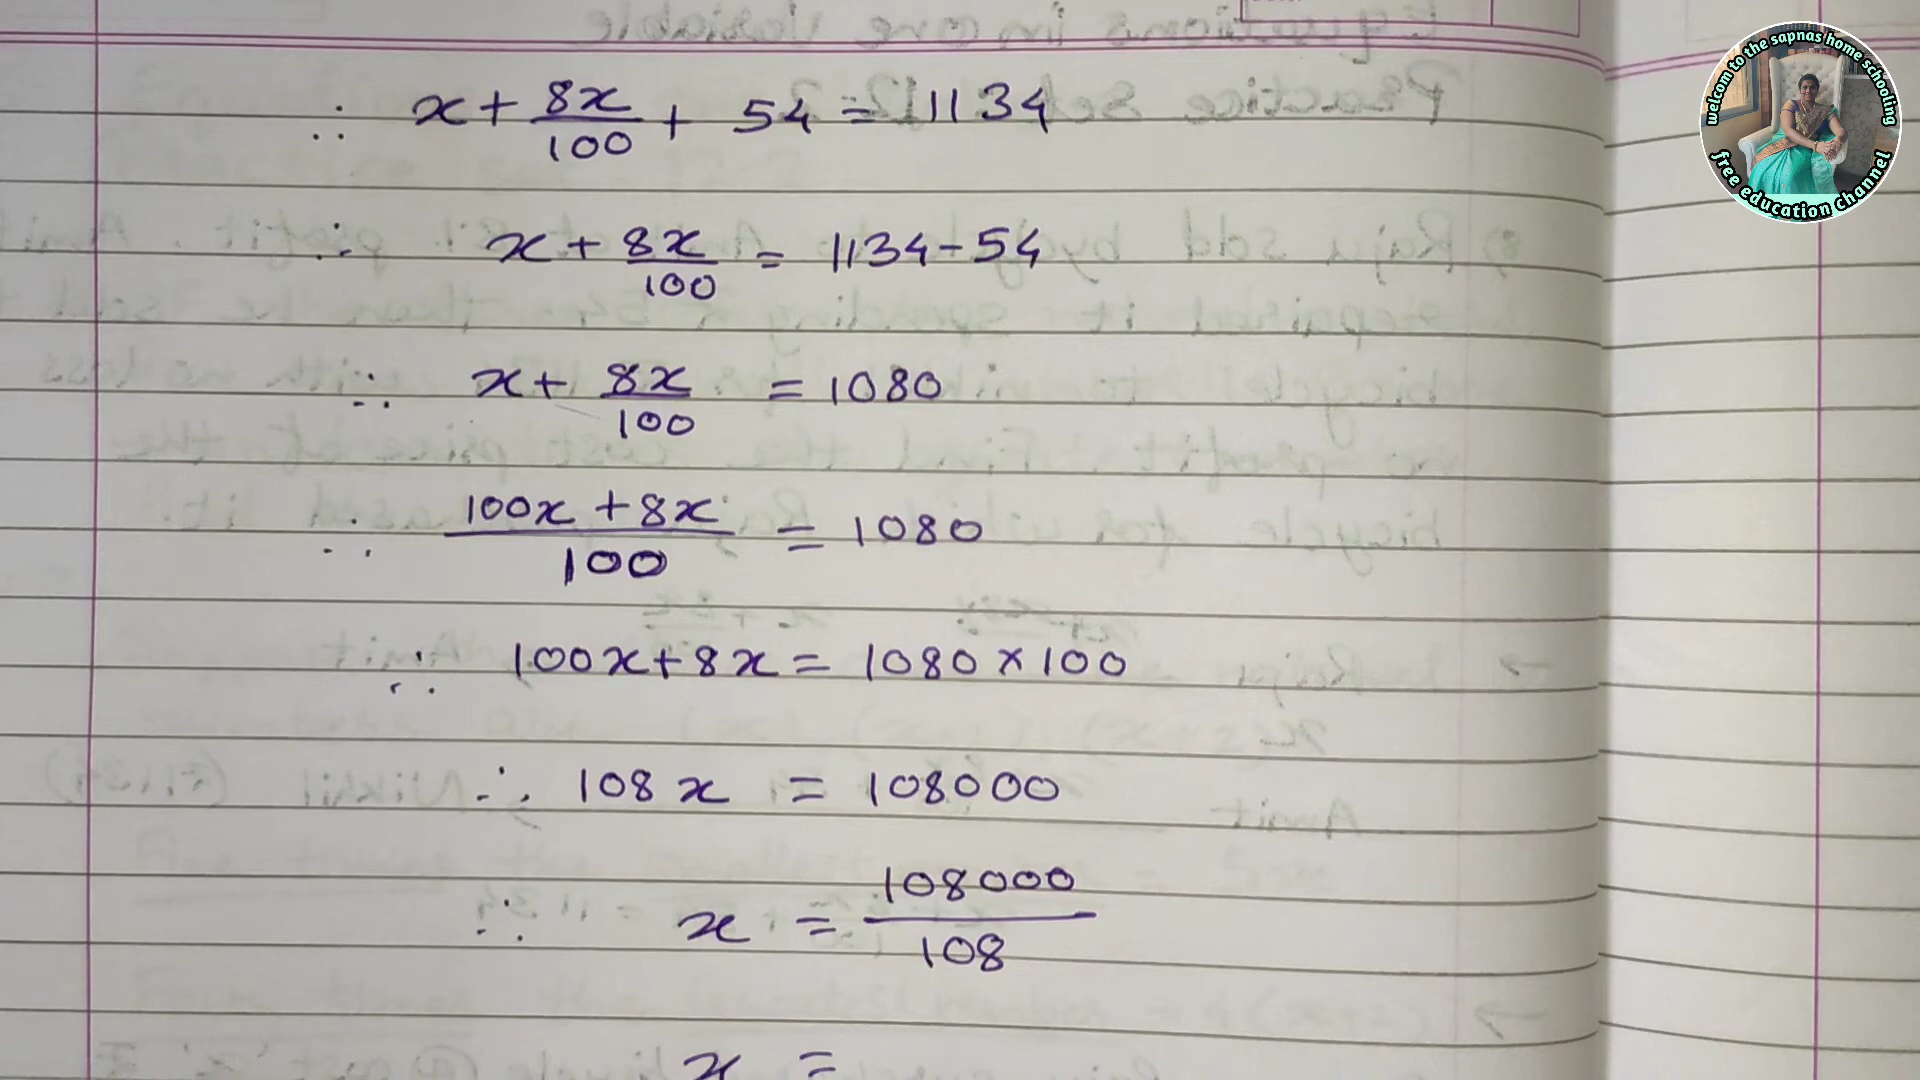 ∴ x + 8x/100 + 54 = 1134
∴ x + 8x/100 = 1134 - 54
∴ x + 8x/100 = 1080
∴ (100x + 8x)/100 = 1080
∴ 100x + 8x = 1080 × 100
∴ 108x = 108000
∴ x = 108000/108
x =
welcom to the sapnas home schooling
free education channel